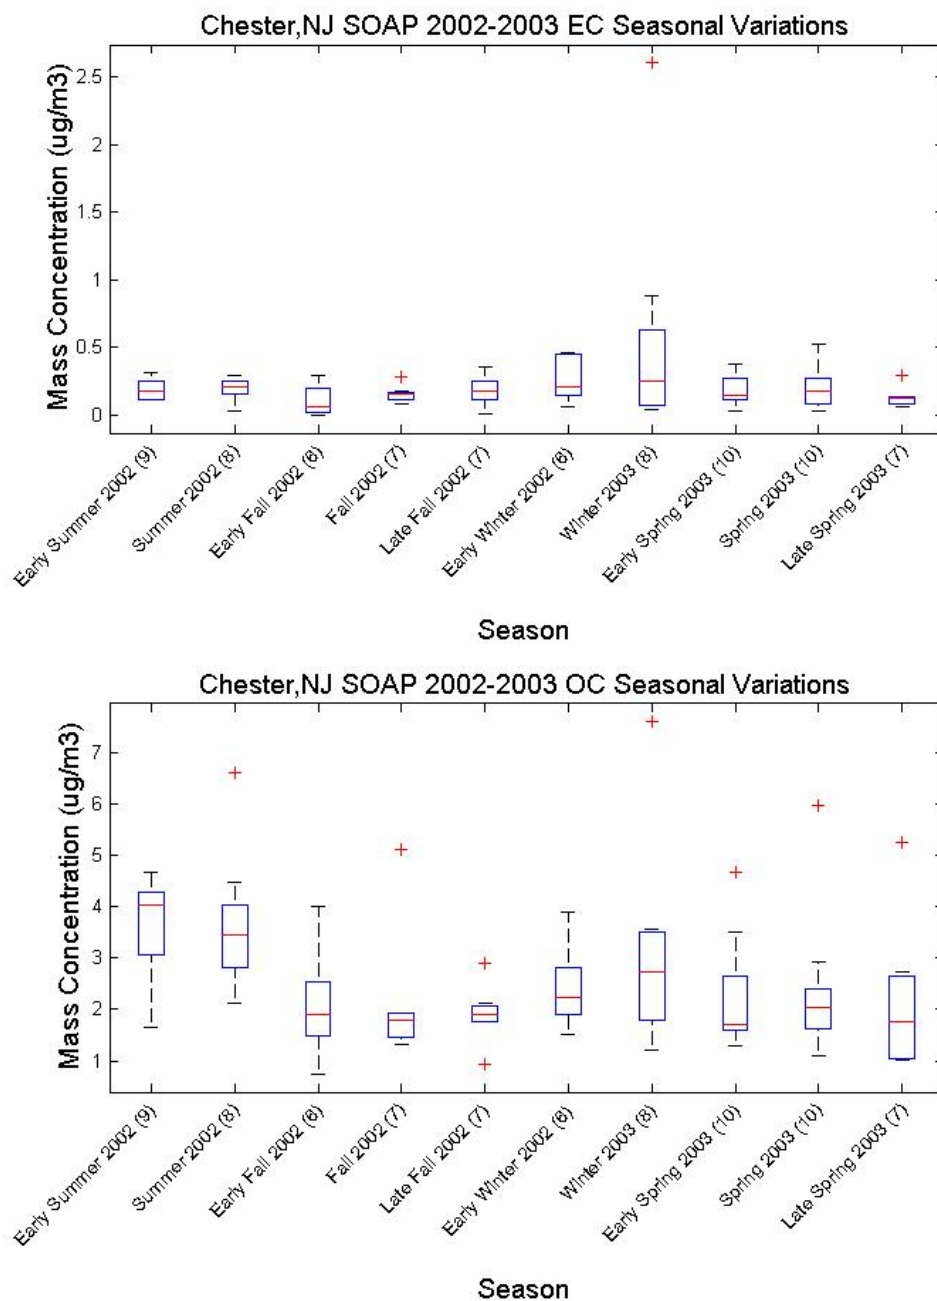 Chester,NJ SOAP 2002-2003 EC Seasonal Variations
Mass Concentration (ug/m3)
2.5
2
1.5
1
0.5
0
Early Summer 2002 (9)
Summer 2002 (8)
Early Fall 2002 (6)
Fall 2002 (7)
Late Fall 2002 (7)
Early Winter 2002 (6)
Winter 2003 (8)
Early Spring 2003 (10)
Spring 2003 (10)
Late Spring 2003 (7)
Season
Chester,NJ SOAP 2002-2003 OC Seasonal Variations
Mass Concentration (ug/m3)
7
6
5
4
3
2
1
Early Summer 2002 (9)
Summer 2002 (8)
Early Fall 2002 (6)
Fall 2002 (7)
Late Fall 2002 (7)
Early Winter 2002 (6)
Winter 2003 (8)
Early Spring 2003 (10)
Spring 2003 (10)
Late Spring 2003 (7)
Season